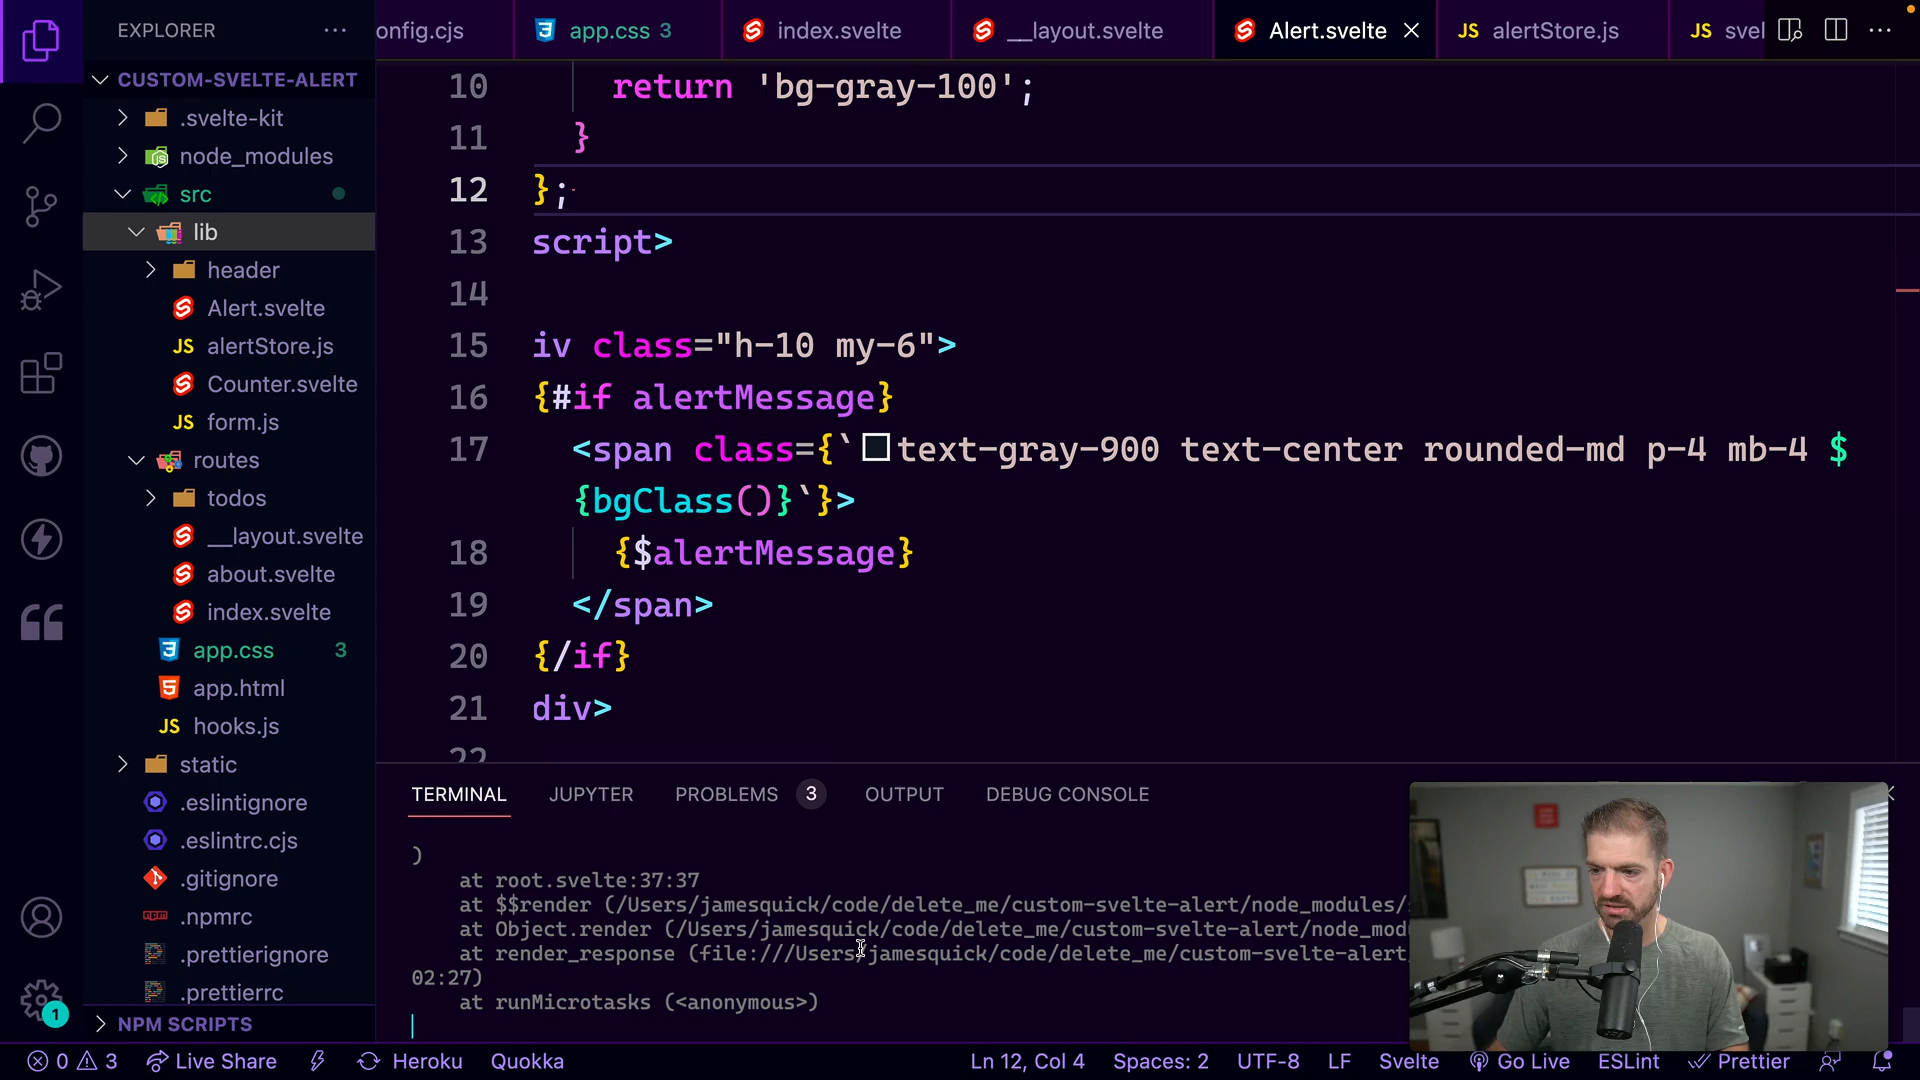 EXPLORER
onfig.cjs
app.css 3
index.svelte
__layout.svelte
Alert.svelte
JS alertStore.js
JS svel
CUSTOM-SVELTE-ALERT
.svelte-kit
node_modules
src
lib
header
Alert.svelte
JS alertStore.js
Counter.svelte
JS form.js
routes
todos
__layout.svelte
about.svelte
index.svelte
app.css 3
app.html
JS hooks.js
static
.eslintignore
.eslintrc.cjs
.gitignore
.npmrc
.prettierignore
.prettierrc
NPM SCRIPTS
1
10 return 'bg-gray-100';
11 }
12 };
13 script>
14
15 iv class="h-10 my-6">
16 {#if alertMessage}
17 <span class={`text-gray-900 text-center rounded-md p-4 mb-4 $
{bgClass()}`}>
18 {$alertMessage}
19 </span>
20 {/if}
21 div>
22
TERMINAL JUPYTER PROBLEMS 3 OUTPUT DEBUG CONSOLE
)
at root.svelte:37:37
at $$render (/Users/jamesquick/code/delete_me/custom-svelte-alert/node_modules/
at Object.render (/Users/jamesquick/code/delete_me/custom-svelte-alert/node_mod
at render_response (file:///Users/jamesquick/code/delete_me/custom-svelte-alert
02:27)
at runMicrotasks (<anonymous>)
0 3 Live Share Heroku Quokka Ln 12, Col 4 Spaces: 2 UTF-8 LF Svelte Go Live ESLint Prettier